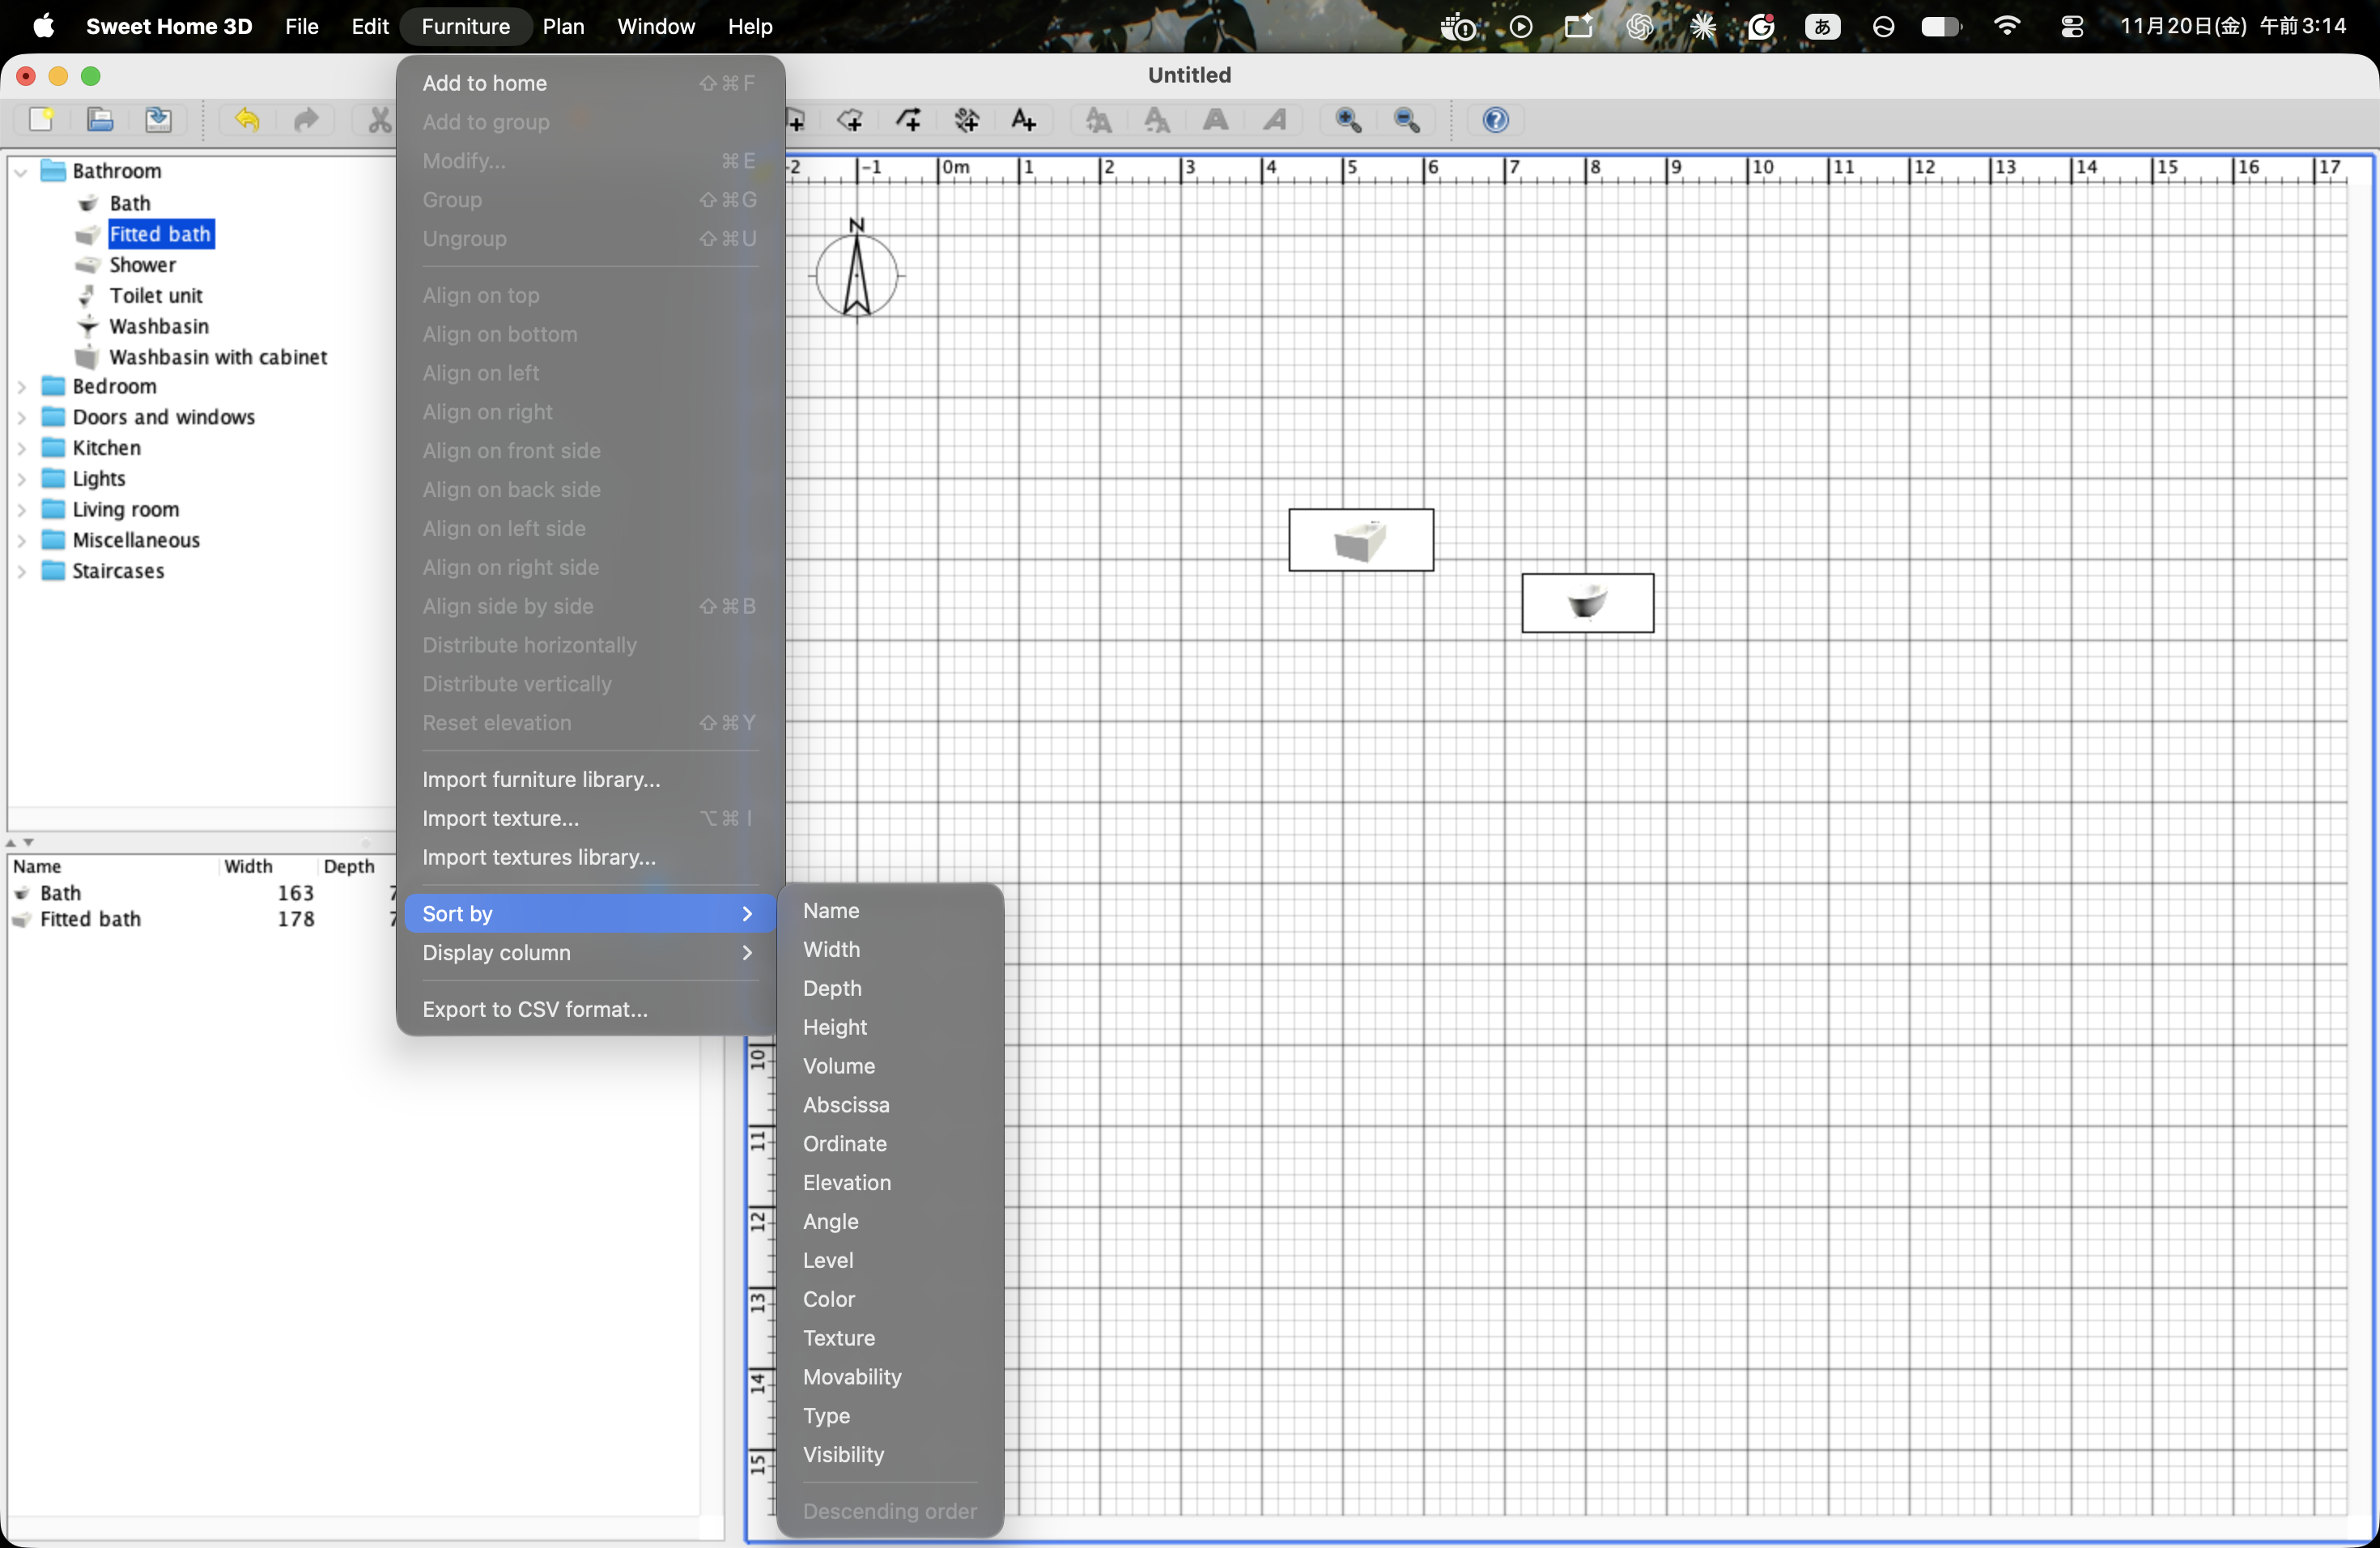 Sweet Home 3D File Edit Furniture Plan Window Help あ 11月20日(金) 午前3:14
Untitled
Bathroom
Bath
Fitted bath
Shower
Toilet unit
Washbasin
Washbasin with cabinet
Bedroom
Doors and windows
Kitchen
Lights
Living room
Miscellaneous
Staircases
Name Width Depth
Bath 163 7
Fitted bath 178 7
Add to home ⇧⌘F
Add to group
Modify... ⌘E
Group ⇧⌘G
Ungroup ⇧⌘U
Align on top
Align on bottom
Align on left
Align on right
Align on front side
Align on back side
Align on left side
Align on right side
Align side by side ⇧⌘B
Distribute horizontally
Distribute vertically
Reset elevation ⇧⌘Y
Import furniture library...
Import texture... ⌥⌘I
Import textures library...
Sort by
Display column
Export to CSV format...
Name
Width
Depth
Height
Volume
Abscissa
Ordinate
Elevation
Angle
Level
Color
Texture
Movability
Type
Visibility
Descending order
-2 -1 0m 1 2 3 4 5 6 7 8 9 10 11 12 13 14 15 16 17
N
10
11
12
13
14
15